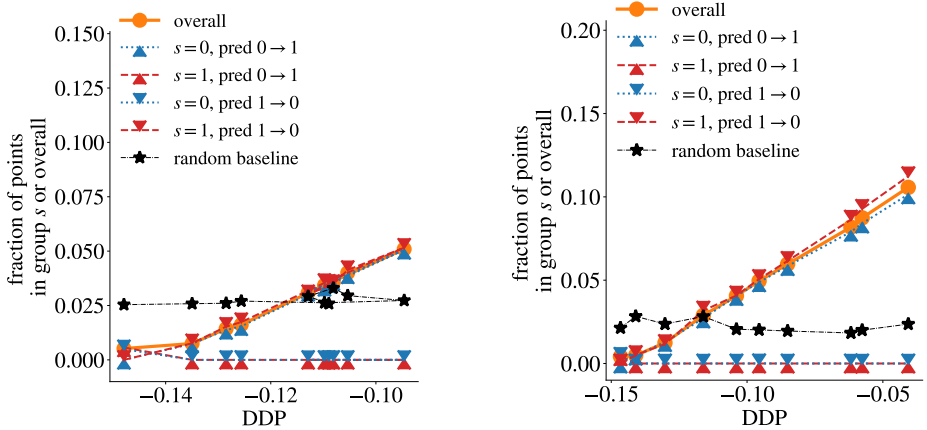 overall
s = 0, pred 0 → 1
s = 1, pred 0 → 1
s = 0, pred 1 → 0
s = 1, pred 1 → 0
random baseline
fraction of points
in group s or overall
0.150
0.125
0.100
0.075
0.050
0.025
0.000
−0.14
−0.12
−0.10
DDP
overall
s = 0, pred 0 → 1
s = 1, pred 0 → 1
s = 0, pred 1 → 0
s = 1, pred 1 → 0
random baseline
fraction of points
in group s or overall
0.20
0.15
0.10
0.05
0.00
−0.15
−0.10
−0.05
DDP